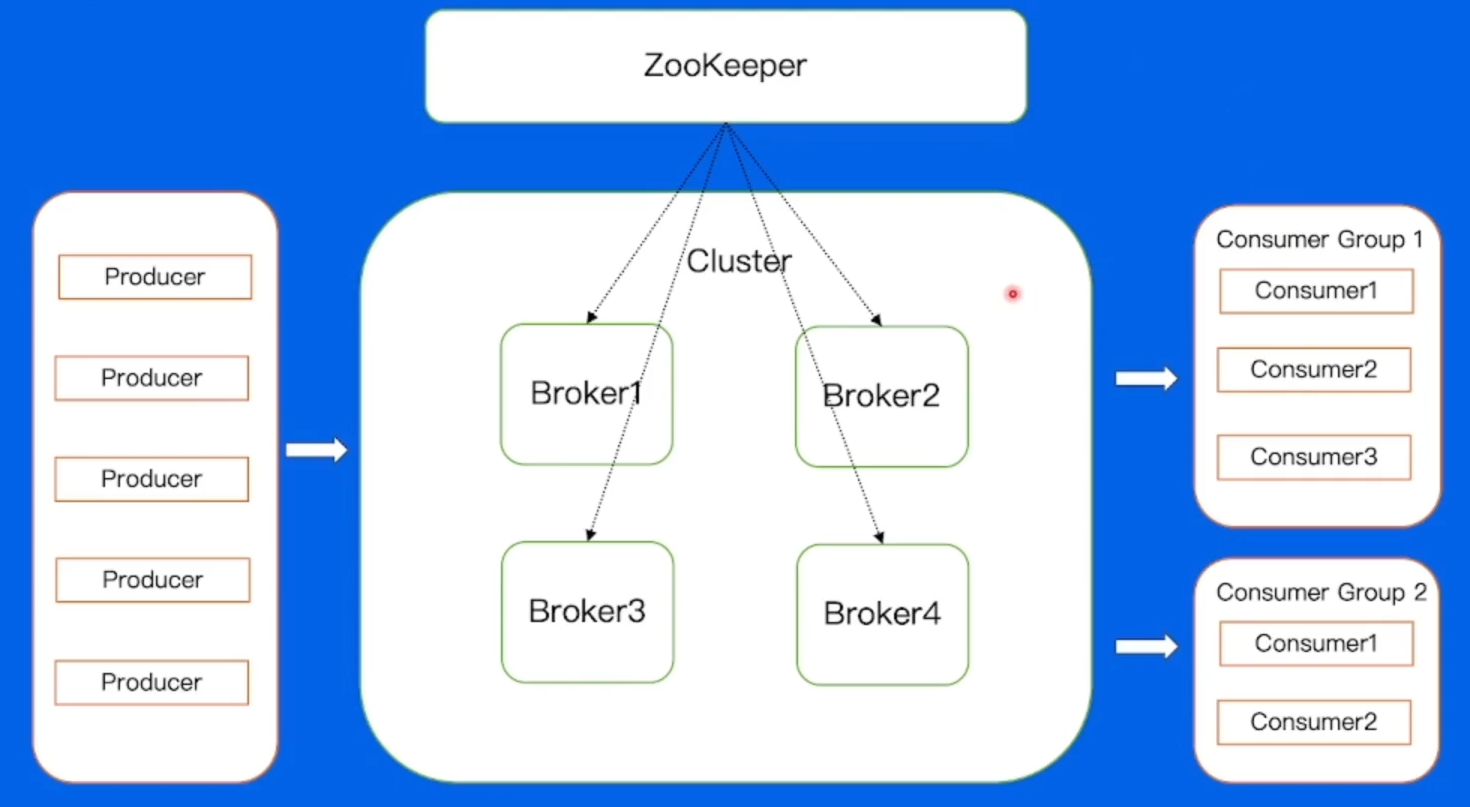 ZooKeeper
Producer
Producer
Producer
Producer
Producer
Cluster
Broker1
Broker2
Broker3
Broker4
Consumer Group 1
Consumer1
Consumer2
Consumer3
Consumer Group 2
Consumer1
Consumer2